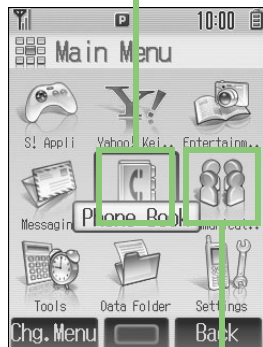 P 10:00
Main Menu
S! Appli Yahoo! Kei.. Entertainm..
Messagin Phone Book
Tools Data Folder Settings
Chg.Menu Back